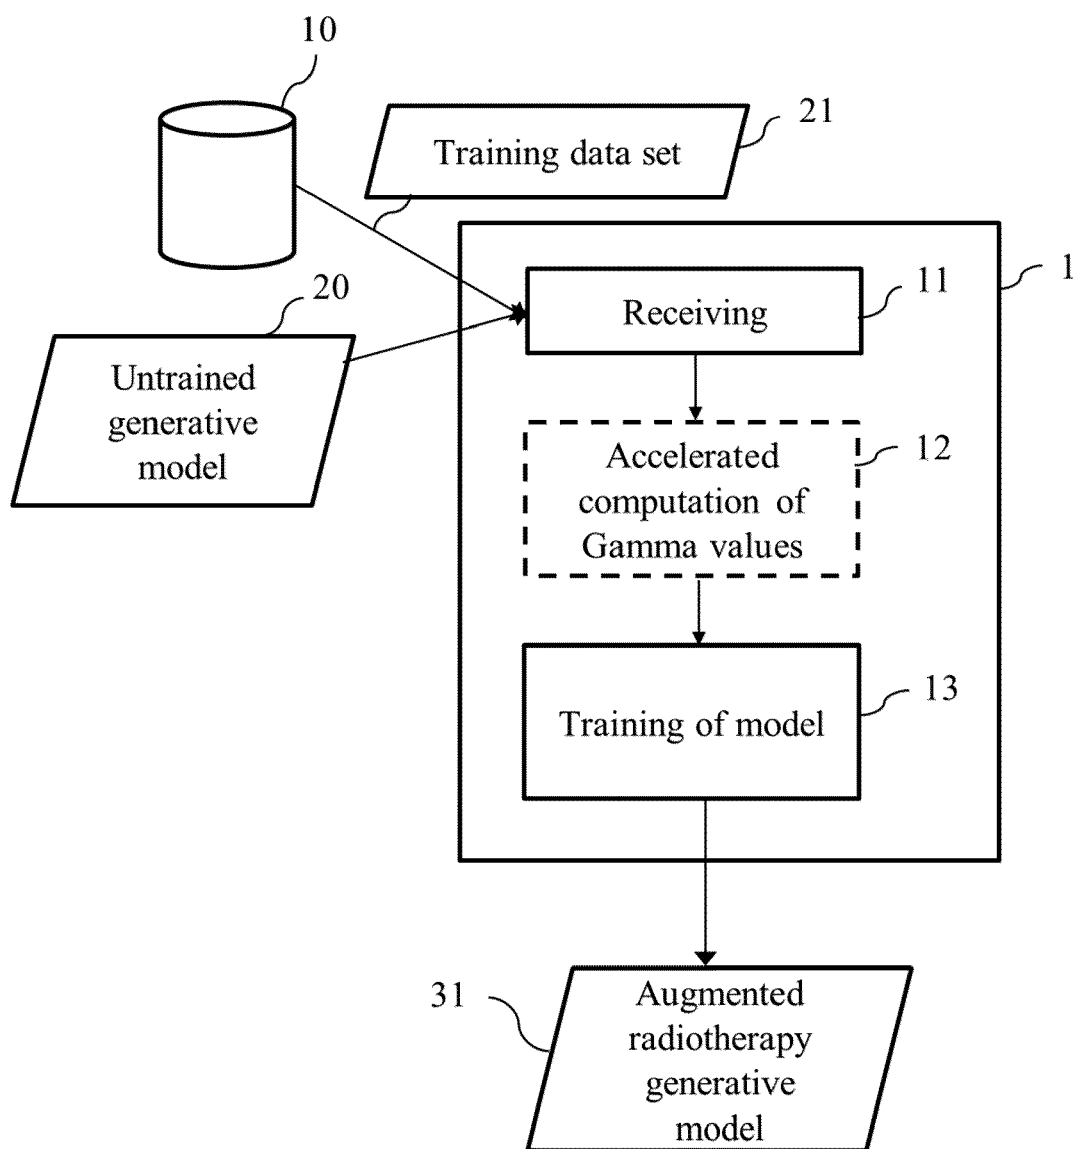 10
21
Training data set
20
1
11
Receiving
Untrained
generative
model
12
Accelerated
computation of
Gamma values
13
Training of model
31
Augmented
radiotherapy
generative
model